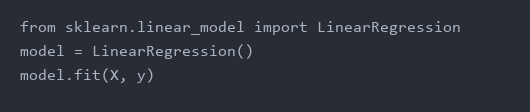 from sklearn.linear_model import LinearRegression
model = LinearRegression()
model.fit(X, y)